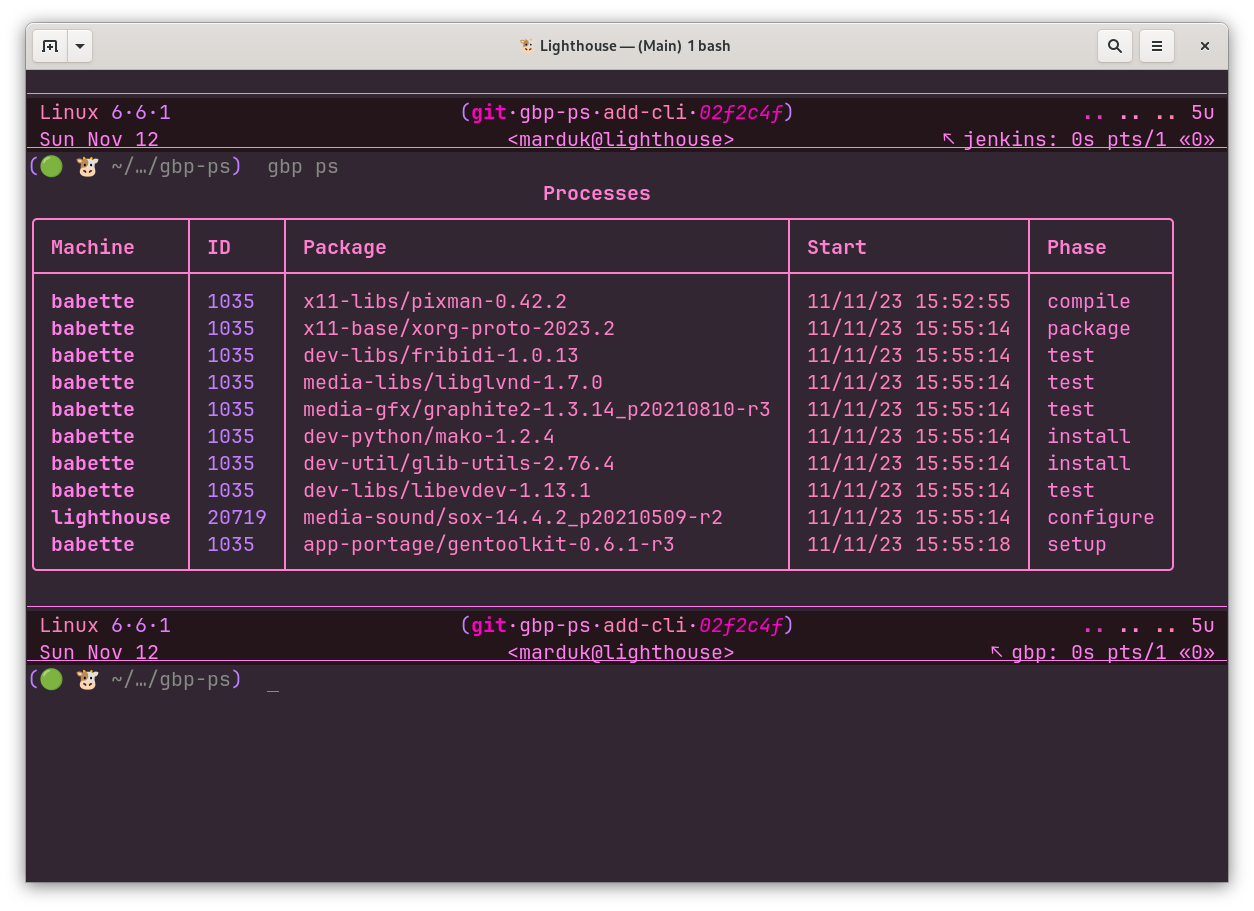 Lighthouse — (Main) 1 bash
Linux 6·6·1 (git·gbp-ps·add-cli·02f2c4f) .. .. .. 5u
Sun Nov 12 <marduk@lighthouse> ↖ jenkins: 0s pts/1 «0»
(🟢 🐮 ~/…/gbp-ps) gbp ps
Processes
Machine ID Package Start Phase
babette 1035 x11-libs/pixman-0.42.2 11/11/23 15:52:55 compile
babette 1035 x11-base/xorg-proto-2023.2 11/11/23 15:55:14 package
babette 1035 dev-libs/fribidi-1.0.13 11/11/23 15:55:14 test
babette 1035 media-libs/libglvnd-1.7.0 11/11/23 15:55:14 test
babette 1035 media-gfx/graphite2-1.3.14_p20210810-r3 11/11/23 15:55:14 test
babette 1035 dev-python/mako-1.2.4 11/11/23 15:55:14 install
babette 1035 dev-util/glib-utils-2.76.4 11/11/23 15:55:14 install
babette 1035 dev-libs/libevdev-1.13.1 11/11/23 15:55:14 test
lighthouse 20719 media-sound/sox-14.4.2_p20210509-r2 11/11/23 15:55:14 configure
babette 1035 app-portage/gentoolkit-0.6.1-r3 11/11/23 15:55:18 setup
Linux 6·6·1 (git·gbp-ps·add-cli·02f2c4f) .. .. .. 5u
Sun Nov 12 <marduk@lighthouse> ↖ gbp: 0s pts/1 «0»
(🟢 🐮 ~/…/gbp-ps) _